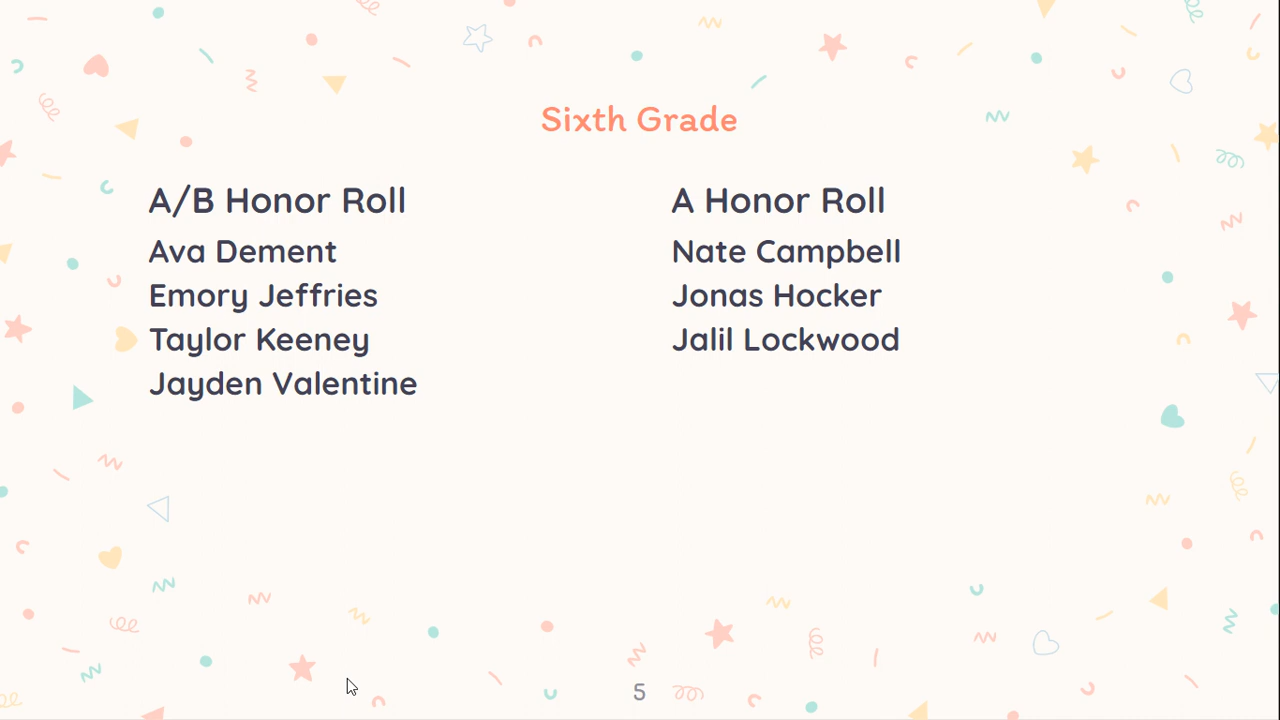 Sixth Grade
A/B Honor Roll
Ava Dement
Emory Jeffries
Taylor Keeney
Jayden Valentine
A Honor Roll
Nate Campbell
Jonas Hocker
Jalil Lockwood
5